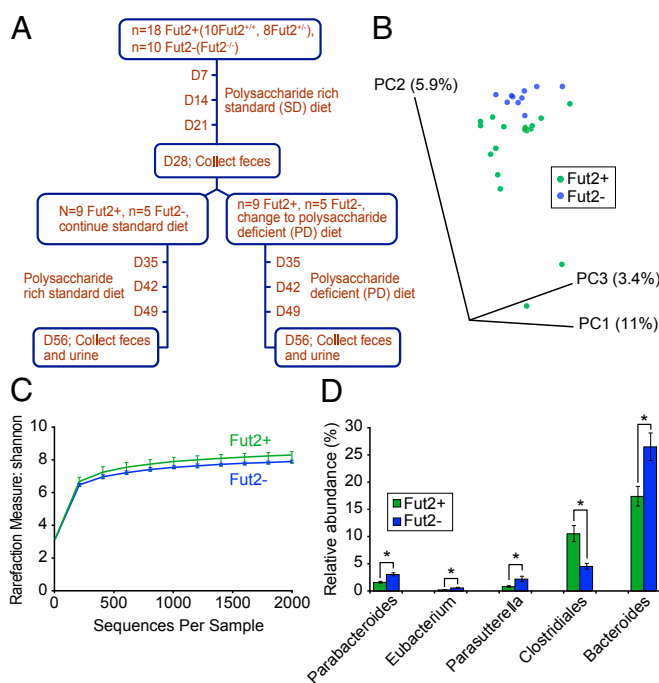 A
n=18 Fut2+(10Fut2+/+, 8Fut2+/-),
n=10 Fut2-(Fut2-/-)
D7
D14
D21
Polysaccharide rich
standard (SD) diet
D28; Collect feces
N=9 Fut2+, n=5 Fut2-,
continue standard diet
n=9 Fut2+, n=5 Fut2-,
change to polysaccharide
deficient (PD) diet
Polysaccharide
rich standard diet
D35
D42
D49
D35
D42
D49
Polysaccharide
deficient (PD) diet
D56; Collect feces
and urine
D56; Collect feces
and urine
B
PC2 (5.9%)
Fut2+
Fut2-
PC3 (3.4%)
PC1 (11%)
C
Rarefaction Measure: shannon
10
8
6
4
2
0
Fut2+
Fut2-
0
500
1000
1500
2000
Sequences Per Sample
D
Relative abundance (%)
30
25
20
15
10
5
0
Fut2+
Fut2-
*
*
*
*
*
Parabacteroides
Eubacterium
Parasutterella
Clostridiales
Bacteroides